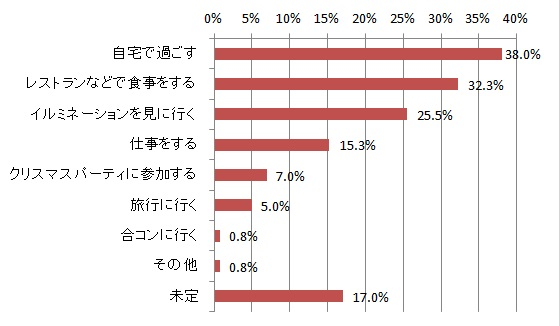 0% 5% 10% 15% 20% 25% 30% 35% 40%
自宅で過ごす 38.0%
レストランなどで食事をする 32.3%
イルミネーションを見に行く 25.5%
仕事をする 15.3%
クリスマスパーティに参加する 7.0%
旅行に行く 5.0%
合コンに行く 0.8%
その他 0.8%
未定 17.0%